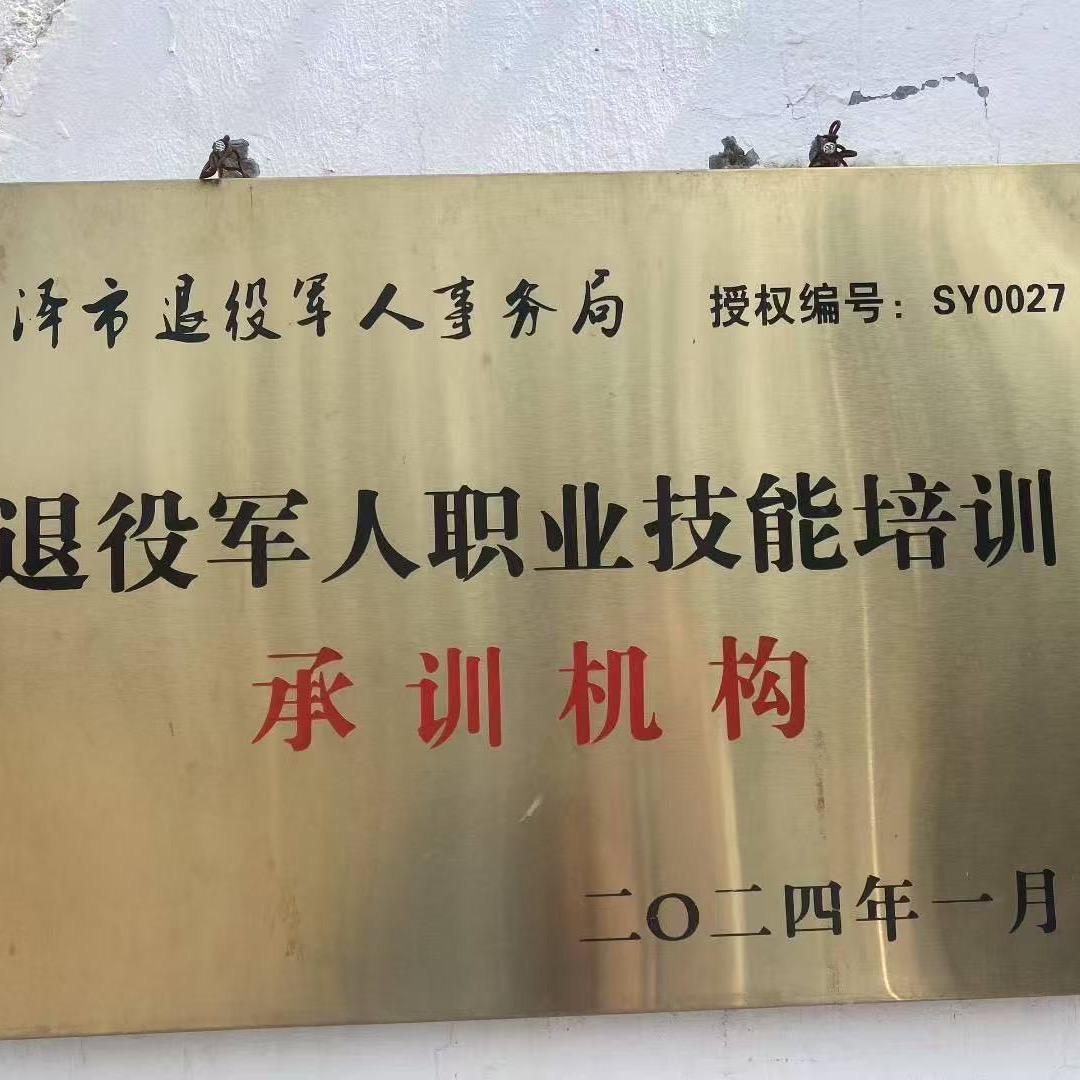 泽市退役军人事务局 授权编号：SY0027
退役军人职业技能培训
承训机构
二〇二四年一月